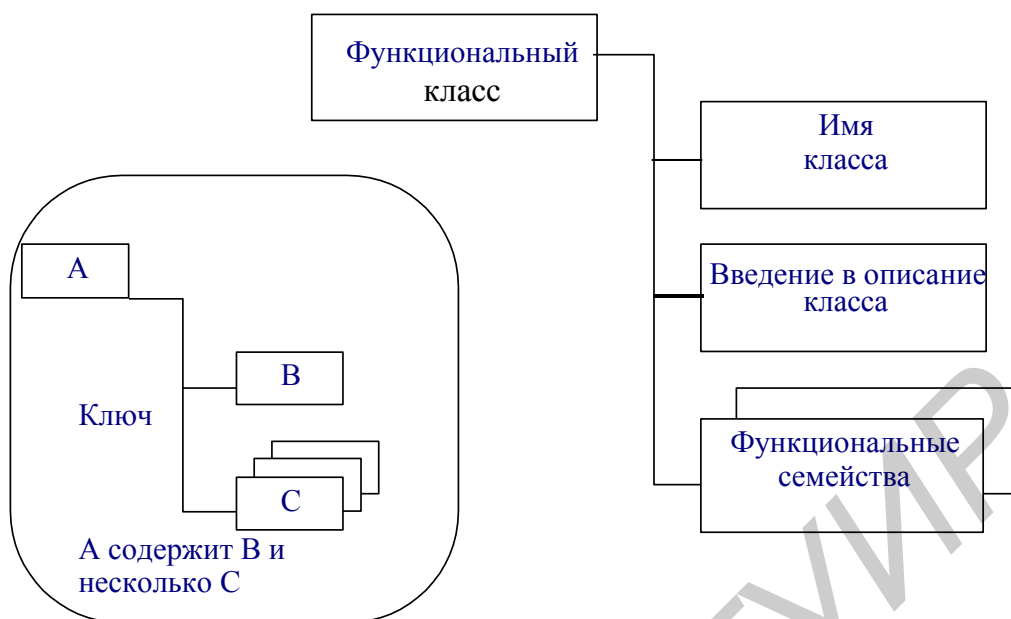 Функциональный
класс
Имя
класса
Введение в описание
класса
Функциональные
семейства
А
В
Ключ
С
А содержит В и
несколько С